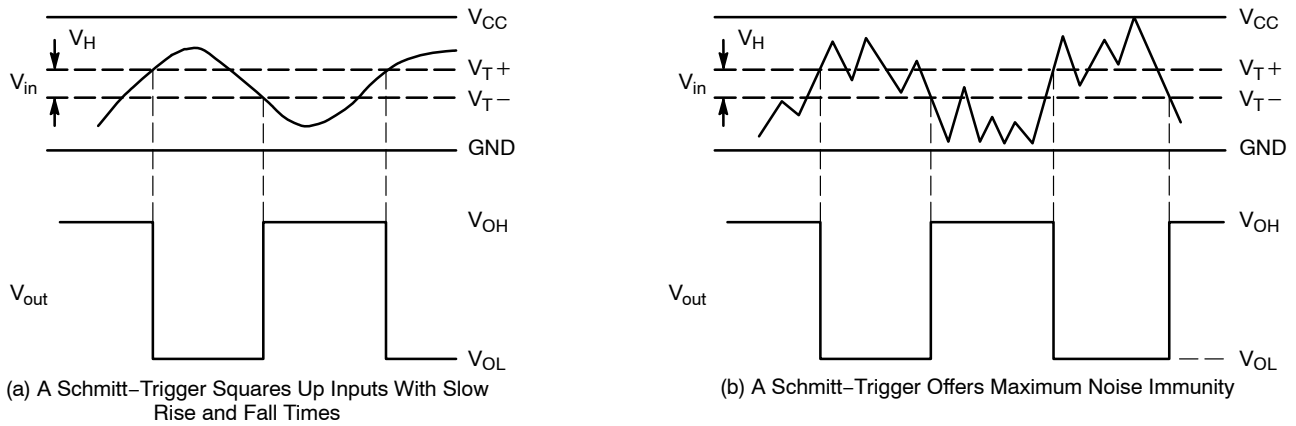 V_CC
V_H
V_in
V_T+
V_T−
GND
V_OH
V_out
V_OL
(a) A Schmitt−Trigger Squares Up Inputs With Slow
Rise and Fall Times
V_CC
V_H
V_in
V_T+
V_T−
GND
V_OH
V_out
V_OL
(b) A Schmitt−Trigger Offers Maximum Noise Immunity